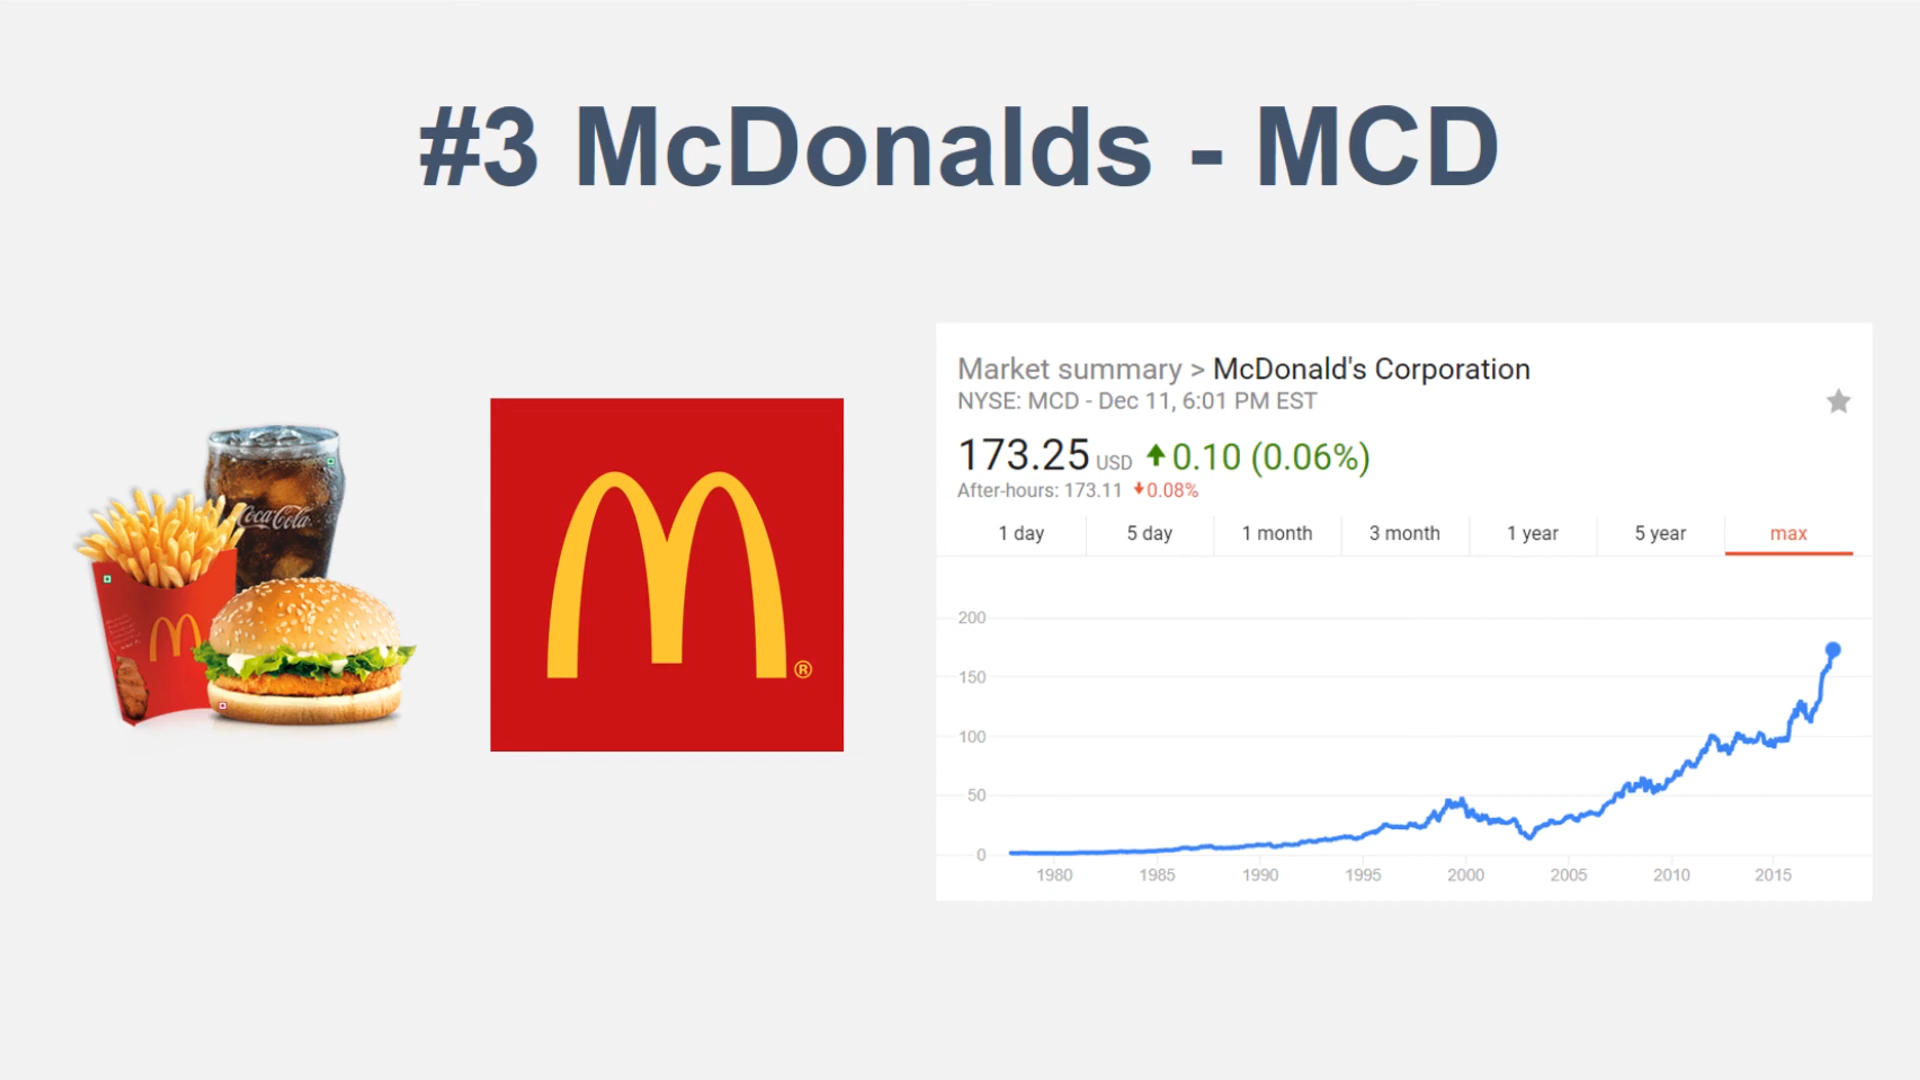 #3 McDonalds - MCD
Coca-Cola
Market summary > McDonald's Corporation
NYSE: MCD - Dec 11, 6:01 PM EST
173.25 USD 0.10 (0.06%)
After-hours: 173.11 0.08%
1 day 5 day 1 month 3 month 1 year 5 year max
200
150
100
50
0
1980 1985 1990 1995 2000 2005 2010 2015
®